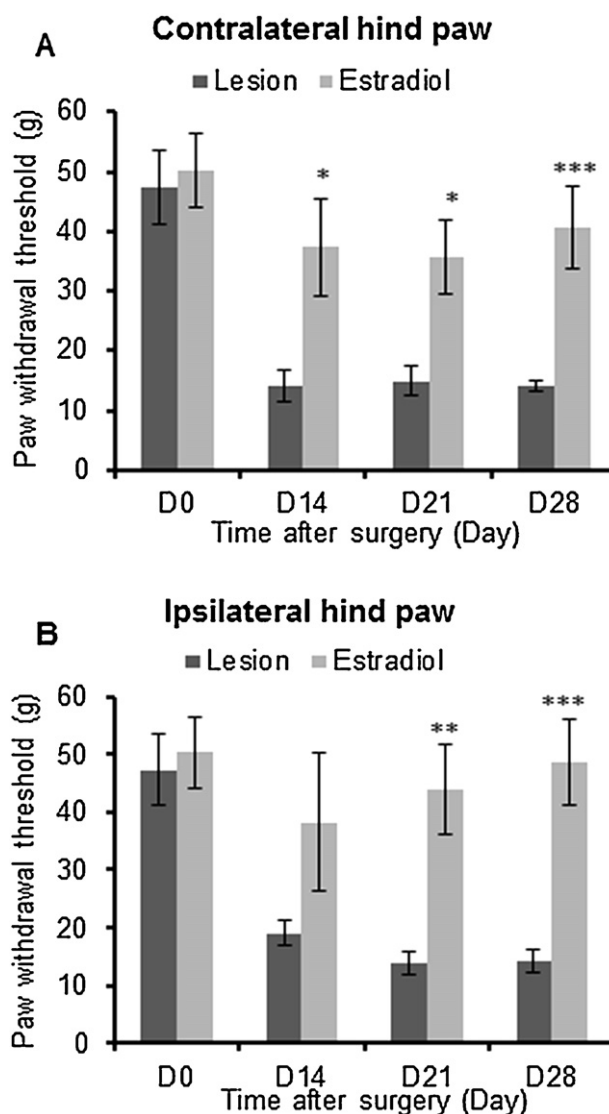 A
Contralateral hind paw
Lesion Estradiol
Paw withdrawal threshold (g)
60
50
40
30
20
10
0
* * ***
D0 D14 D21 D28
Time after surgery (Day)
B
Ipsilateral hind paw
Lesion Estradiol
Paw withdrawal threshold (g)
60
50
40
30
20
10
0
** ***
D0 D14 D21 D28
Time after surgery (Day)